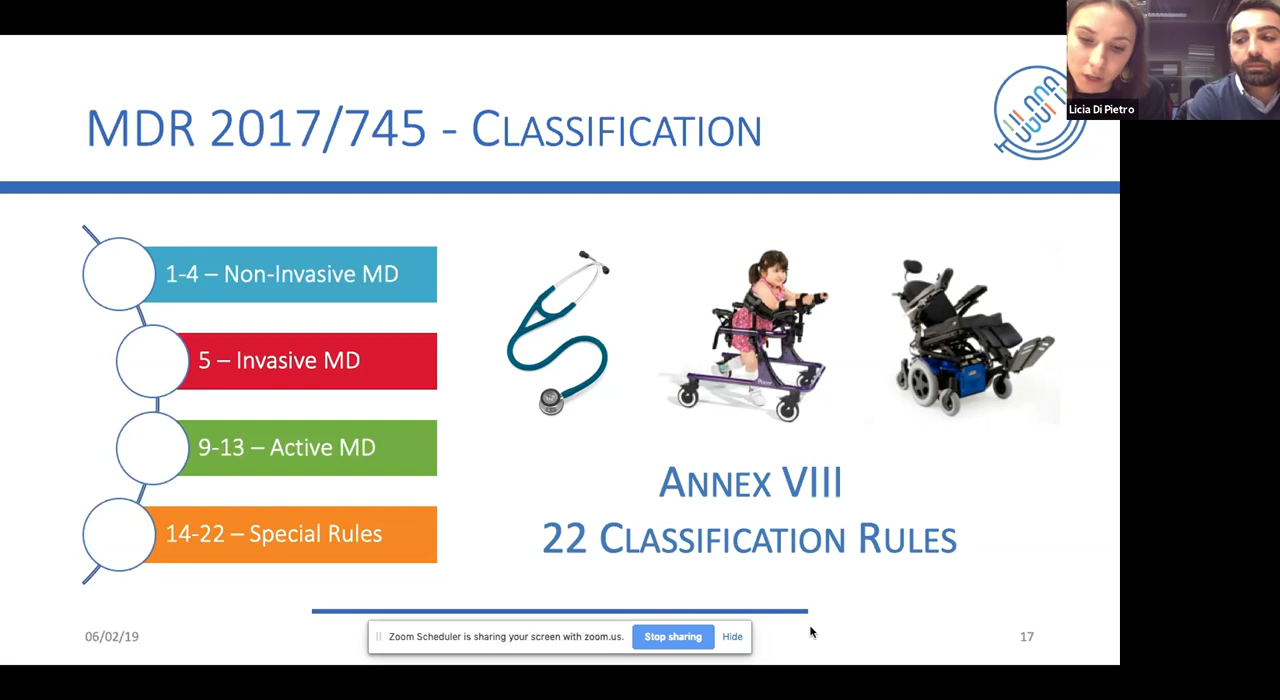 Licia Di Pietro
MDR 2017/745 - CLASSIFICATION
1-4 – Non-Invasive MD
5 – Invasive MD
9-13 – Active MD
14-22 – Special Rules
ANNEX VIII
22 CLASSIFICATION RULES
06/02/19
Zoom Scheduler is sharing your screen with zoom.us.
Stop sharing
Hide
17